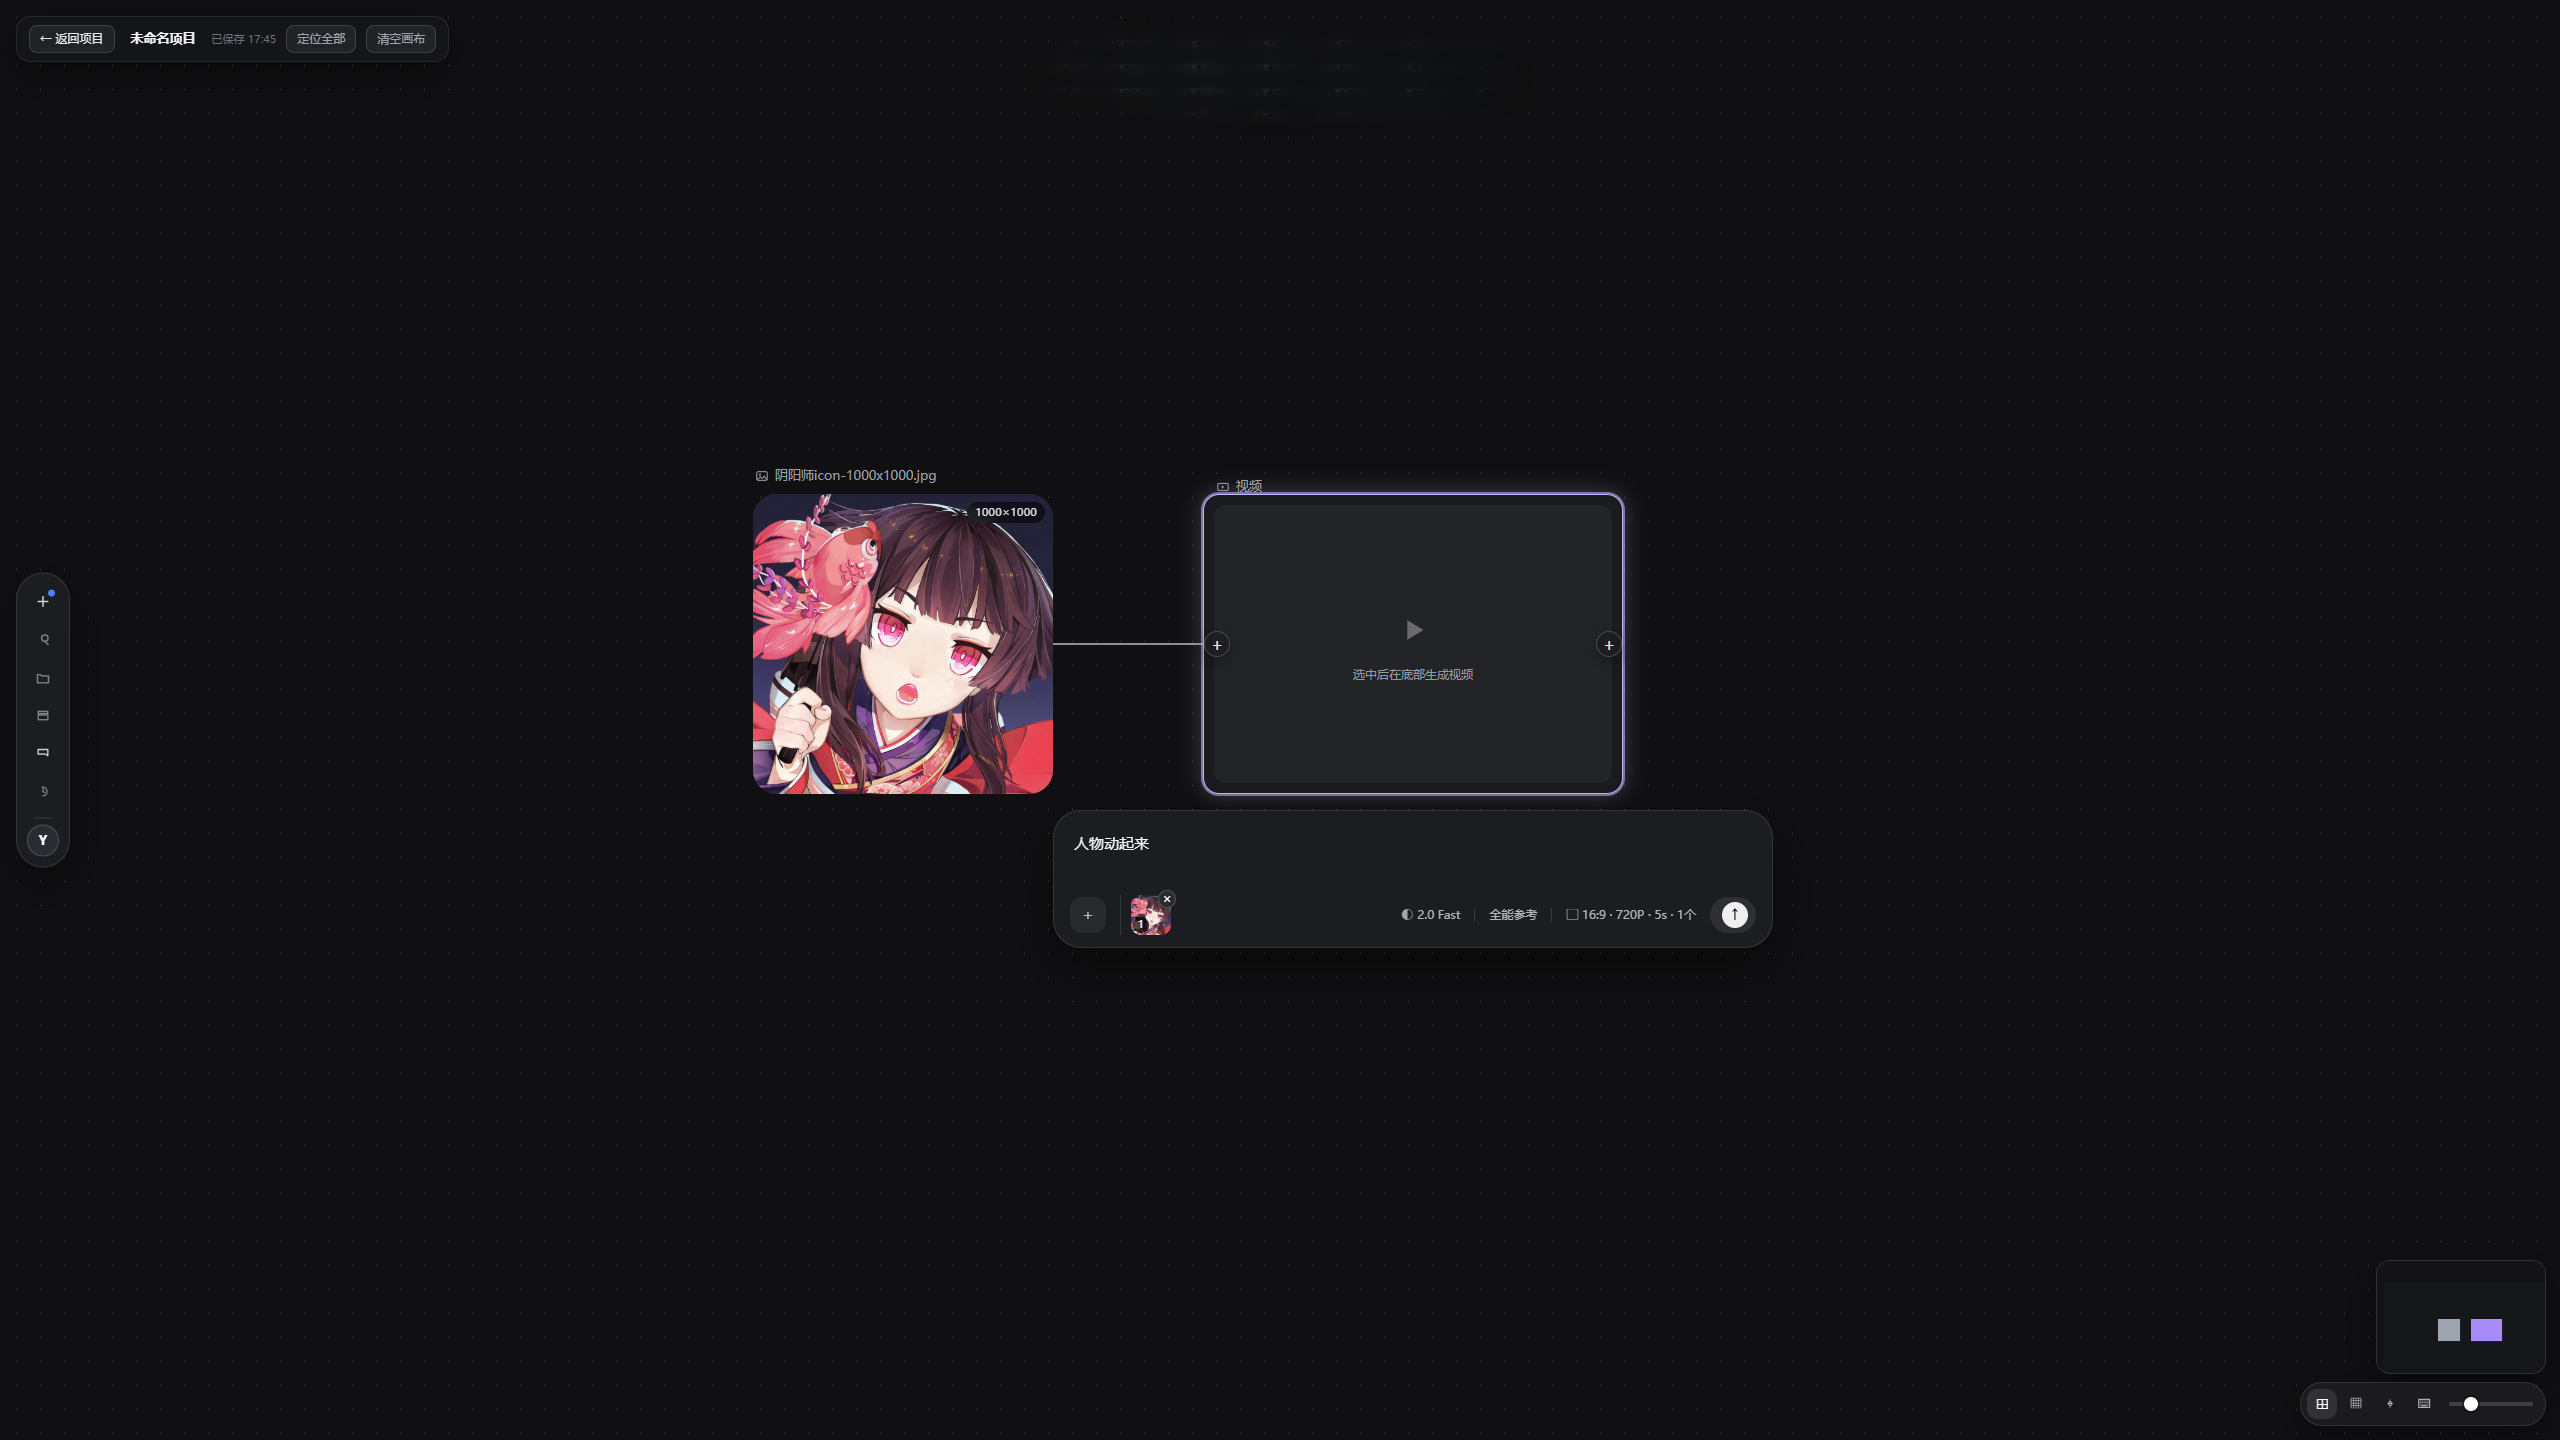 ← 返回项目 未命名项目 已保存 17:45 定位全部 清空画布
阴阳师icon-1000x1000.jpg
1000×1000
视频
选中后在底部生成视频
人物动起来
1
2.0 Fast 全能参考 16:9 · 720P · 5s · 1个
Y